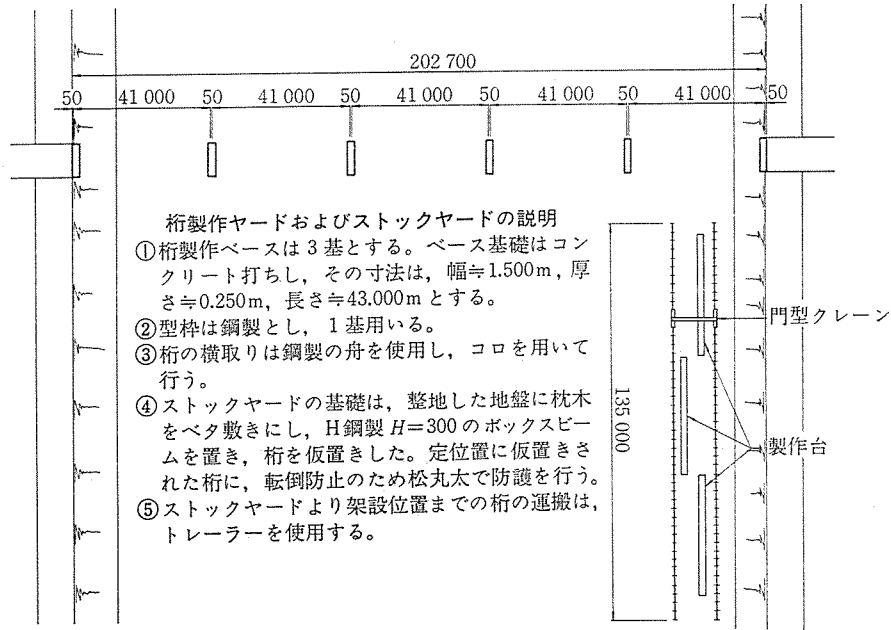 202 700
50 41 000 50 41 000 50 41 000 50 41 000 50 41 000 50
桁製作ヤードおよびストックヤードの説明
①桁製作ベースは3基とする。ベース基礎はコン
クリート打ちし，その寸法は，幅≒1.500m，厚
さ≒0.250m，長さ≒43.000mとする。
②型枠は鋼製とし，1基用いる。
③桁の横取りは鋼製の舟を使用し，コロを用いて
行う。
④ストックヤードの基礎は，整地した地盤に枕木
をベタ敷きにし，H鋼製H=300のボックスビー
ムを置き，桁を仮置きした。定位置に仮置きさ
れた桁に，転倒防止のため松丸太で防護を行う。
⑤ストックヤードより架設位置までの桁の運搬は，
トレーラーを使用する。
135 000
門型クレーン
製作台